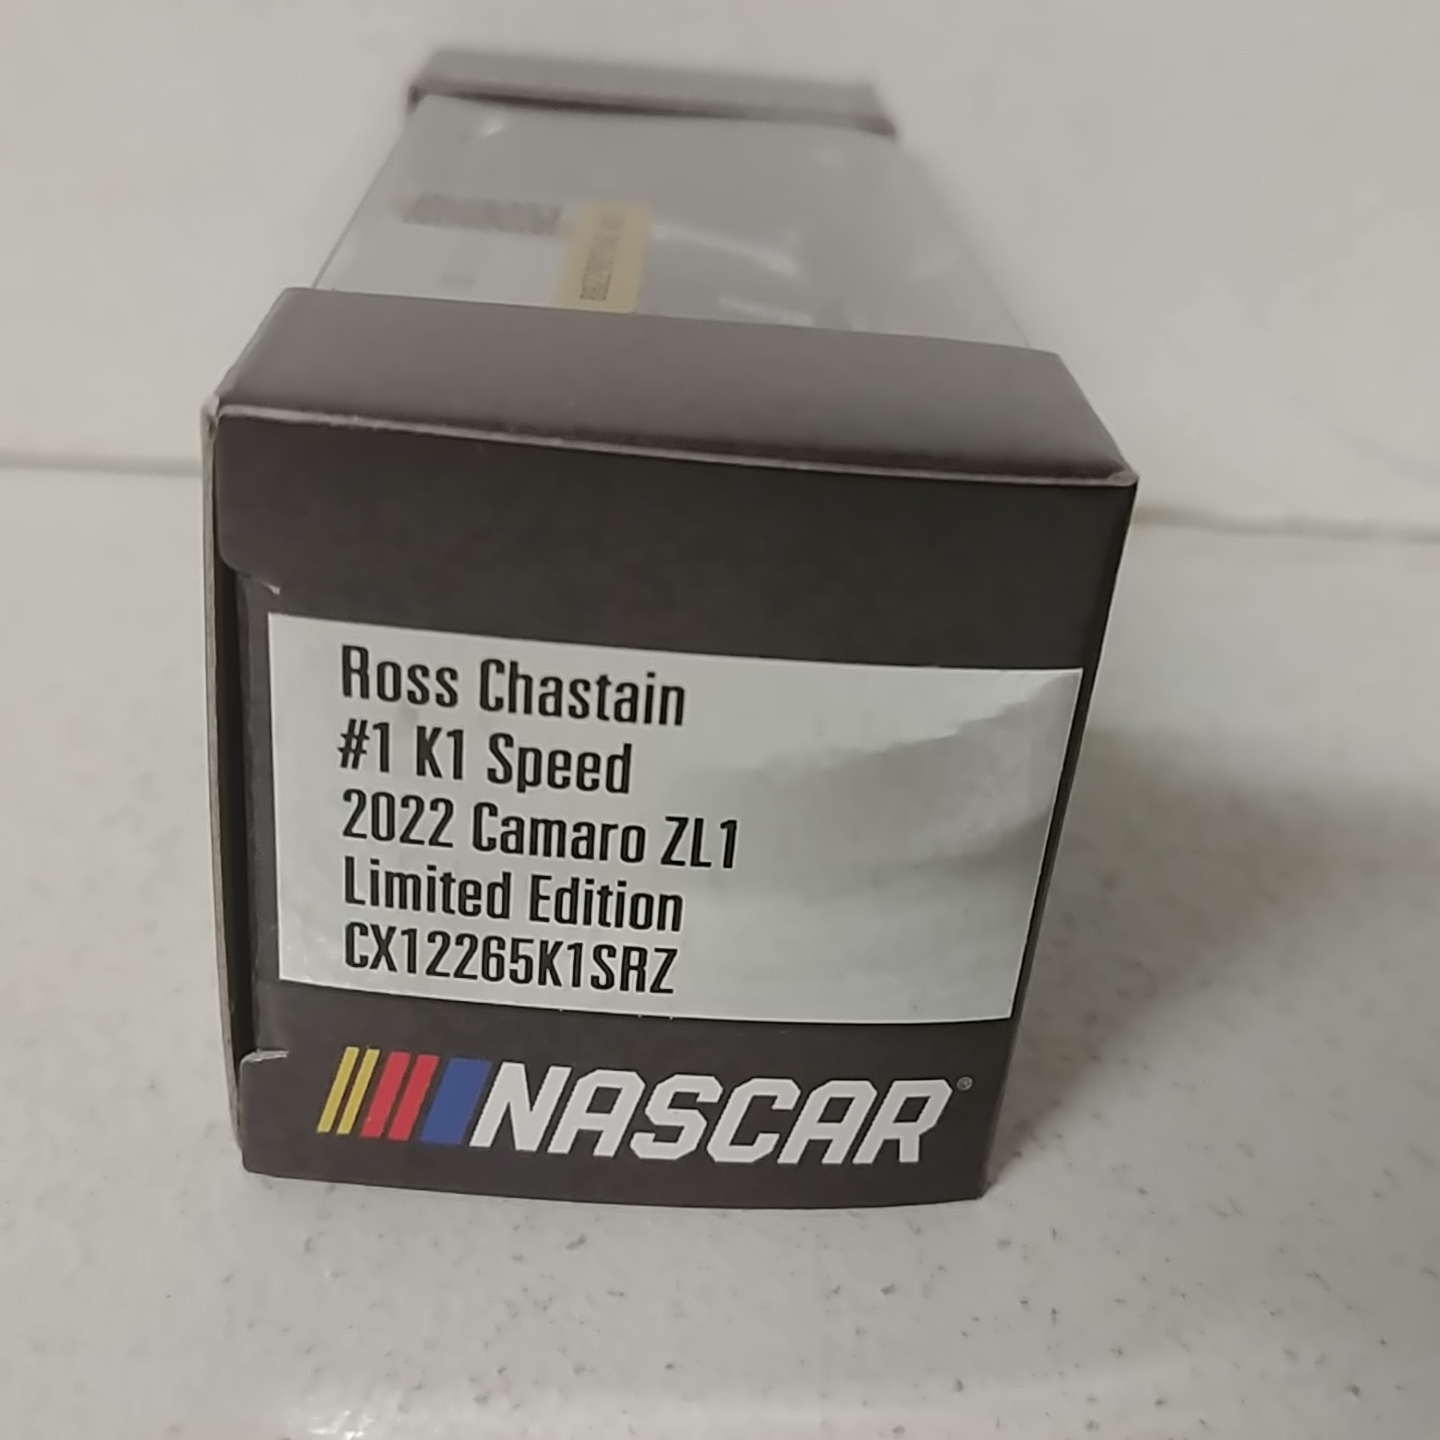 Ross Chastain
#1 K1 Speed
2022 Camaro ZL1
Limited Edition
CX12265K1SRZ
NASCAR®